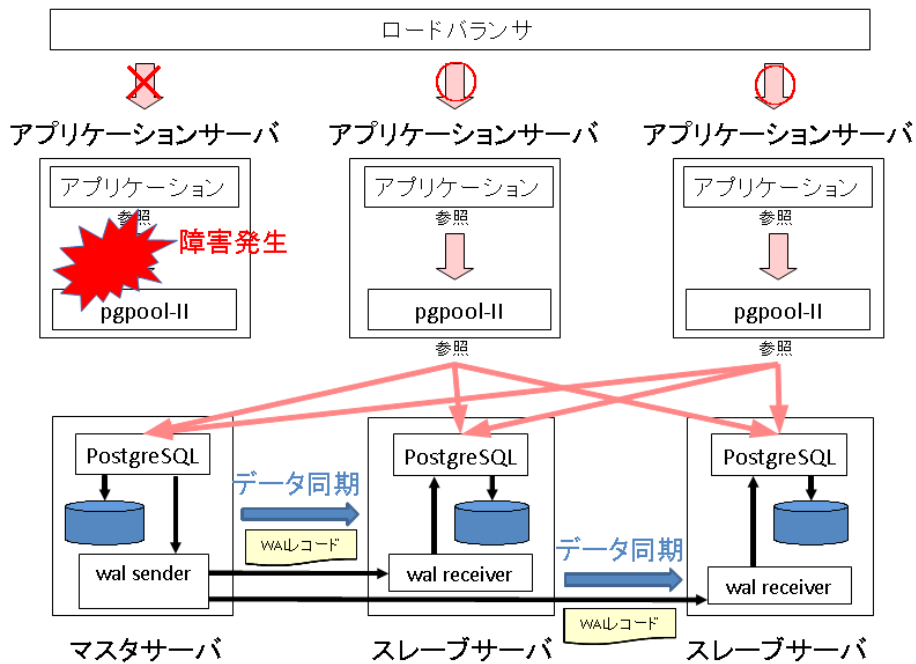 ロードバランサ
アプリケーションサーバ
アプリケーションサーバ
アプリケーションサーバ
アプリケーション
アプリケーション
アプリケーション
参照
参照
参照
障害発生
pgpool-II
pgpool-II
pgpool-II
参照
参照
PostgreSQL
PostgreSQL
PostgreSQL
データ同期
WALレコード
データ同期
wal sender
wal receiver
wal receiver
WALレコード
マスタサーバ
スレーブサーバ
スレーブサーバ